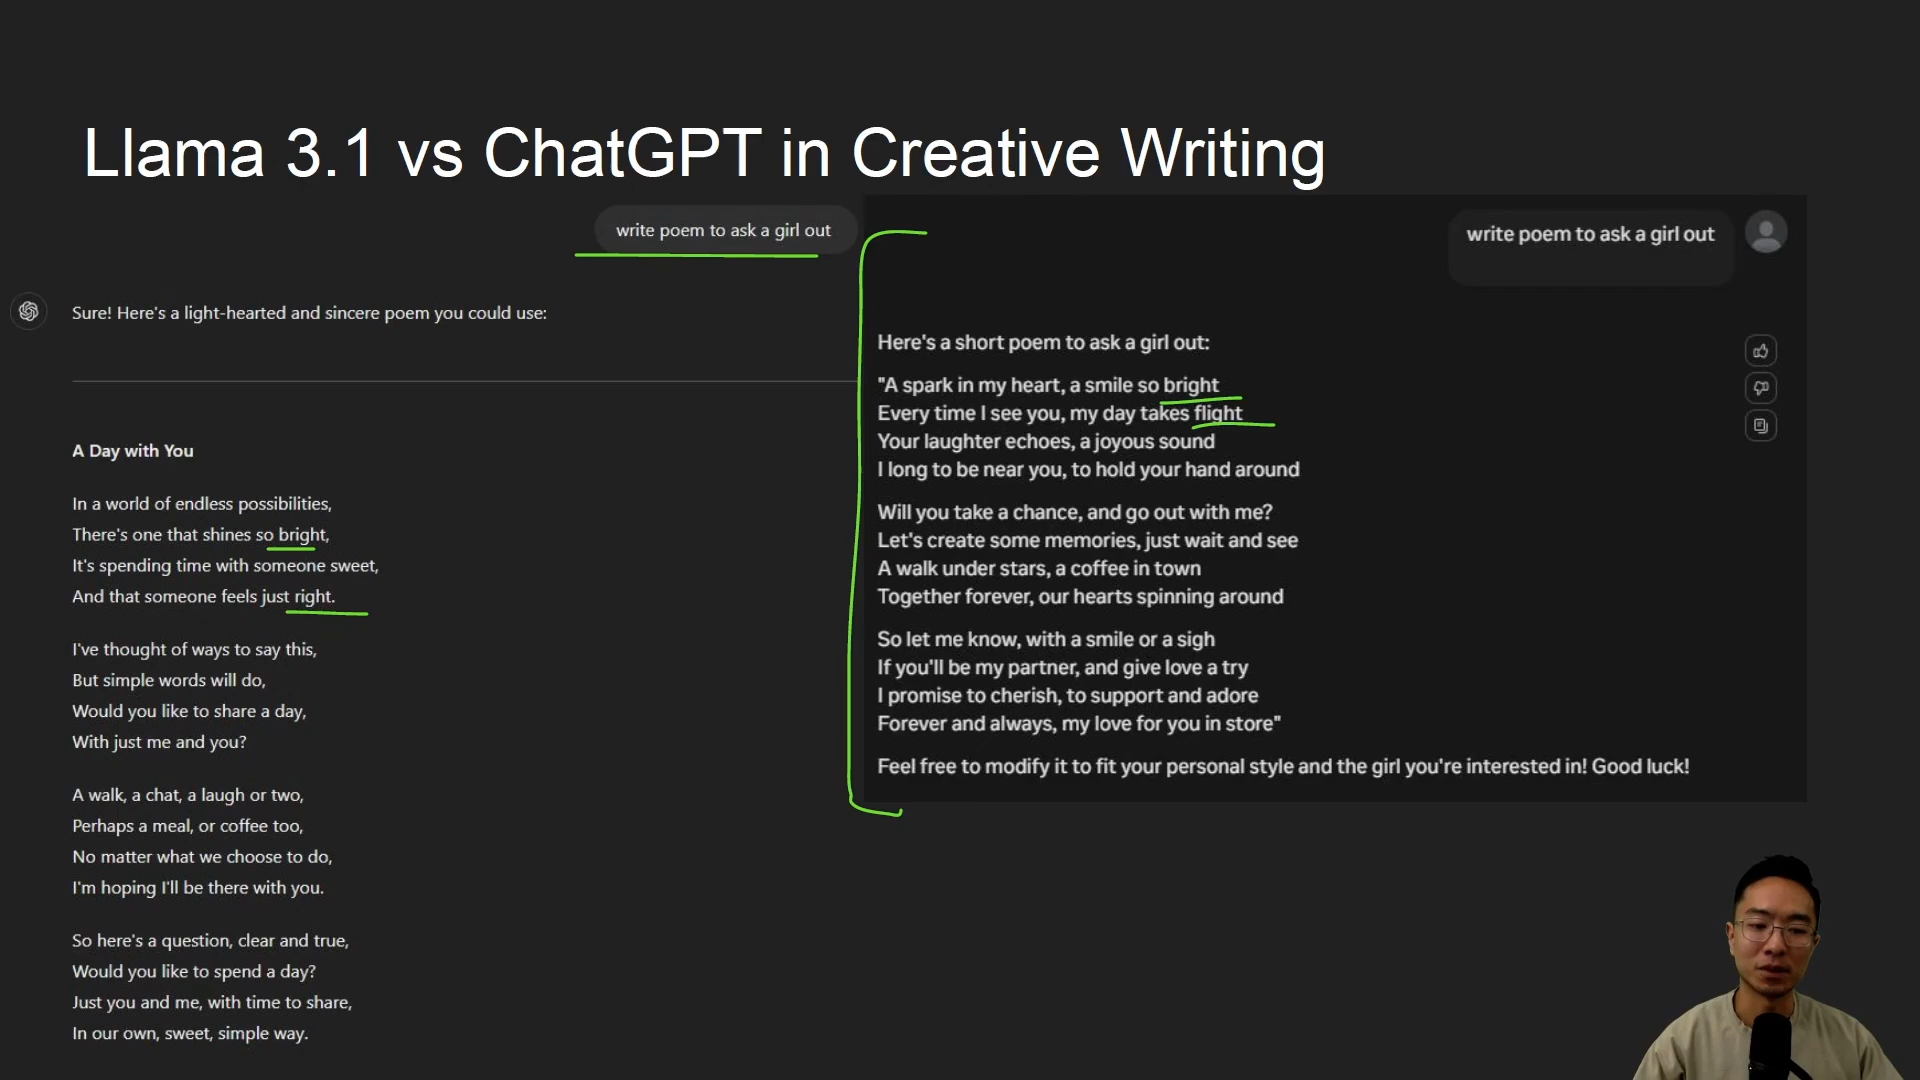 Llama 3.1 vs ChatGPT in Creative Writing
write poem to ask a girl out
Sure! Here's a light-hearted and sincere poem you could use:
A Day with You
In a world of endless possibilities,
There's one that shines so bright,
It's spending time with someone sweet,
And that someone feels just right.
I've thought of ways to say this,
But simple words will do,
Would you like to share a day,
With just me and you?
A walk, a chat, a laugh or two,
Perhaps a meal, or coffee too,
No matter what we choose to do,
I'm hoping I'll be there with you.
So here's a question, clear and true,
Would you like to spend a day?
Just you and me, with time to share,
In our own, sweet, simple way.
write poem to ask a girl out
Here's a short poem to ask a girl out:
"A spark in my heart, a smile so bright
Every time I see you, my day takes flight
Your laughter echoes, a joyous sound
I long to be near you, to hold your hand around
Will you take a chance, and go out with me?
Let's create some memories, just wait and see
A walk under stars, a coffee in town
Together forever, our hearts spinning around
So let me know, with a smile or a sigh
If you'll be my partner, and give love a try
I promise to cherish, to support and adore
Forever and always, my love for you in store"
Feel free to modify it to fit your personal style and the girl you're interested in! Good luck!